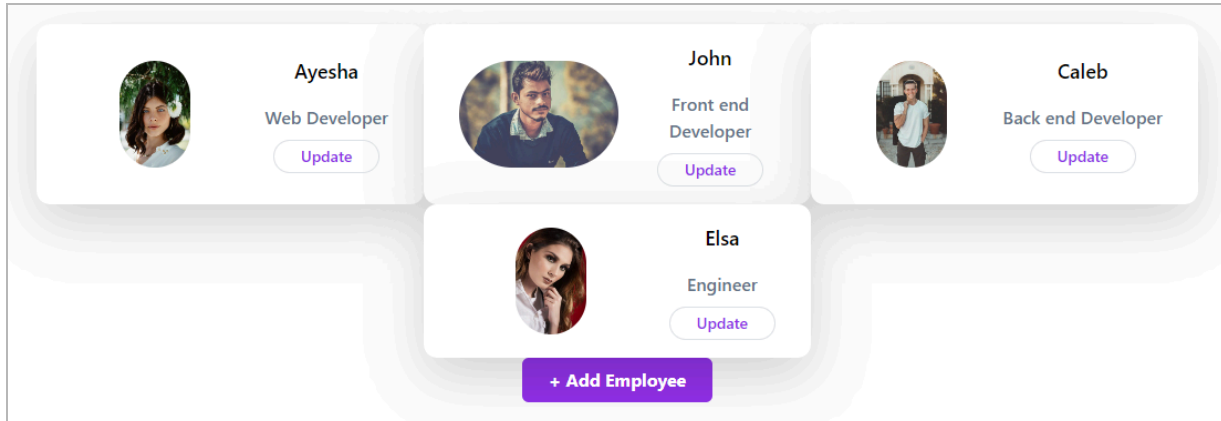 Ayesha
Web Developer
Update
John
Front end
Developer
Update
Caleb
Back end Developer
Update
Elsa
Engineer
Update
+ Add Employee